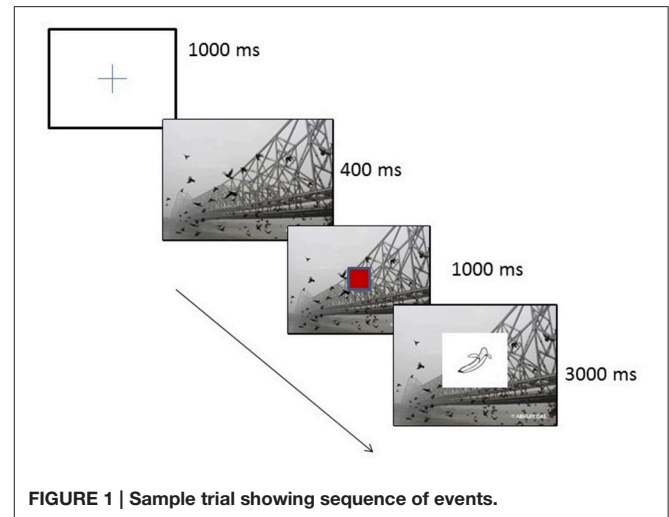 1000 ms
400 ms
1000 ms
3000 ms
FIGURE 1 | Sample trial showing sequence of events.